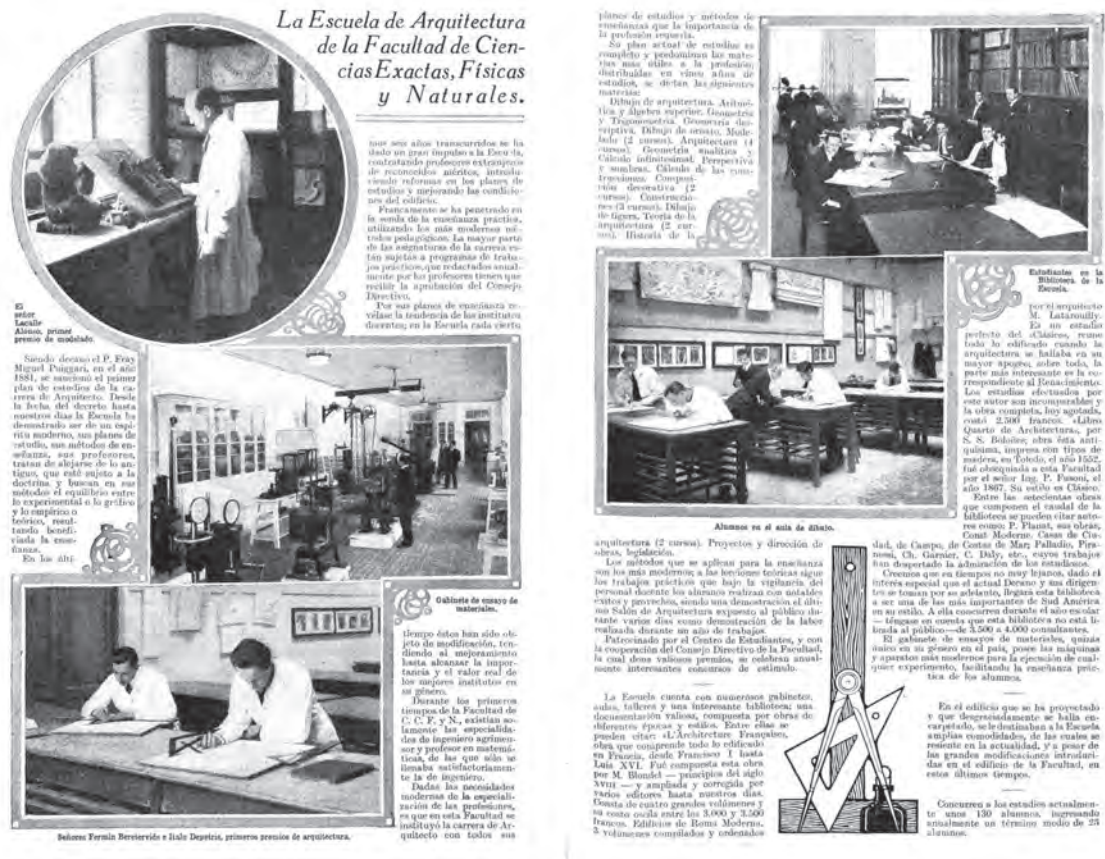 La Escuela de Arquitectura
de la Facultad de Cien-
cias Exactas, Físicas
y Naturales.
El
señor
Lacalle
Alonso, primer
premio de modelado.
Siendo decano el P. Fray
Miguel Puiggari, en el año
1881, se sancionó el primer
plan de estudios de la ca-
rrera de Arquitecto. Desde
la fecha del decreto hasta
nuestros días la Escuela ha
demostrado ser de un espí-
ritu moderno, sus planes de
estudio, sus métodos de en-
señanza, sus profesores,
tratan de alejarse de lo an-
tiguo, que esté sujeto a la
doctrina y buscan en sus
métodos el equilibrio entre
lo experimental o lo gráfico
y lo empírico o
teórico, resul-
tando benefi-
ciada la ense-
ñanza.
En los últi-
mos seis años transcurridos se ha
dado un gran impulso a la Escuela,
contratando profesores extranjeros
de reconocidos méritos, introdu-
ciendo reformas en los planes de
estudios y mejorando las condicio-
nes del edificio.
Francamente se ha penetrado en
la senda de la enseñanza práctica,
utilizando los más modernos mé-
todos pedagógicos. La mayor parte
de las asignaturas de la carrera es-
tán sujetas a programas de traba-
jos prácticos, que redactados anual-
mente por los profesores tienen que
recibir la aprobación del Consejo
Directivo.
Por sus planes de enseñanza re-
vélase la tendencia de los institutos
docentes; en la Escuela cada cierto
Gabinete de ensayo de
materiales.
tiempo éstos han sido ob-
jeto de modificación, ten-
diendo al mejoramiento
hasta alcanzar la impor-
tancia y el valor real de
los mejores institutos en
su género.
Durante los primeros
tiempos de la Facultad de
C. C. F. y N., existían so-
lamente las especialida-
des de ingeniero agrimen-
sor y profesor en matemá-
ticas, de las que sólo se
llenaba satisfactoriamen-
te la de ingeniero.
Dadas las necesidades
modernas de la especiali-
zación de las profesiones,
es que en esta Facultad se
instituyó la carrera de Ar-
quitecto con todos sus
Señores Fermín Beretervide e Italo Depetris, primeros premios de arquitectura.
planes de estudios y métodos de
enseñanzas que la importancia de
la profesión requería.
Su plan actual de estudios es
completo y predominan las mate-
rias más útiles a la profesión;
distribuídas en cinco años de
estudios, se dictan las siguientes
materias:
Dibujo de arquitectura. Aritmé-
tica y álgebra superior. Geometría
y Trigonometría. Geometría des-
criptiva. Dibujo de ornato. Mode-
lado (2 cursos). Arquitectura (4
cursos). Geometría analítica y
Cálculo infinitesimal. Perspectiva
y sombras. Cálculo de las cons-
trucciones. Composi-
ción decorativa (2
cursos). Construccio-
nes (3 cursos). Dibujo
de figura. Teoría de la
arquitectura (2 cur-
sos). Historia de la
Estudiantes en la
Biblioteca de la
Escuela.
Alumnos en el aula de dibujo.
arquitectura (2 cursos). Proyectos y dirección de
obras, legislación.
Los métodos que se aplican para la enseñanza
son los más modernos; a las lecciones teóricas sigue
los trabajos prácticos que bajo la vigilancia del
personal docente los alumnos realizan con notables
éxitos y provechos, siendo una demostración el últi-
mo Salón de Arquitectura expuesto al público du-
rante varios días como demostración de la labor
realizada durante un año de trabajos.
Patrocinado por el Centro de Estudiantes, y con
la cooperación del Consejo Directivo de la Facultad,
la cual dona valiosos premios, se celebran anual-
mente interesantes concursos de estímulo.
La Escuela cuenta con numerosos gabinetes,
aulas, talleres y una interesante biblioteca; una
documentación valiosa, compuesta por obras de
diferentes épocas y estilos. Entre ellas se
pueden citar: «L'Architecture Française»,
obra que comprende todo lo edificado
en Francia, desde Francisco I hasta
Luis XVI. Fué compuesta esta obra
por M. Blondel — principios del siglo
XVIII — y ampliada y corregida por
varios editores hasta nuestros días.
Consta de cuatro grandes volúmenes y
su costo oscila entre los 3.000 y 3.500
francos. Edificios de Roma Moderna,
3 volúmenes compilados y ordenados
por el arquitecto
M. Latarouilly.
Es un estudio
perfecto del «Clásico», reune
todo lo edificado cuando la
arquitectura se hallaba en su
mayor apogeo; sobre todo, la
parte más interesante es la co-
rrespondiente al Renacimiento.
Los estudios efectuados por
este autor son incomparables y
la obra completa, hoy agotada,
costó 2.500 francos. «Libro
Quarto de Architectura», por
S. S. Boloñés; obra ésta anti-
quísima, impresa con tipos de
madera, en Toledo, el año 1552,
fué obsequiada a esta Facultad
por el señor Ing. P. Fusoni, el
año 1867. Su estilo es Clásico.
Entre las setecientas obras
que componen el caudal de la
biblioteca se pueden citar auto-
res como: P. Planat, sus obras,
Const. Moderne. Casas de Ciu-
dad, de Campo, de Costas de Mar; Palladio, Pira-
nessi, Ch. Garnier, C. Daly, etc., cuyos trabajos
han despertado la admiración de los estudiosos.
Creemos que en tiempos no muy lejanos, dado el
interés especial que el actual Decano y sus dirigen-
tes se toman por su adelanto, llegará esta biblioteca
a ser una de las más importantes de Sud América
en su estilo. A ella concurren durante el año escolar
— téngase en cuenta que esta biblioteca no está li-
brada al público — de 3.500 a 4.000 consultantes.
El gabinete de ensayos de materiales, quizás
único en su género en el país, posee las máquinas
y aparatos más modernos para la ejecución de cual-
quier experimento, facilitando la enseñanza prác-
tica de los alumnos.
En el edificio que se ha proyectado
y que desgraciadamente se halla en-
carpetado, se le destinaban a la Escuela
amplias comodidades, de las cuales se
resiente en la actualidad, y a pesar de
las grandes modificaciones introduci-
das en el edificio de la Facultad, en
estos últimos tiempos.
Concurren a los estudios actualmen-
te unos 130 alumnos, ingresando
anualmente un término medio de 25
alumnos.